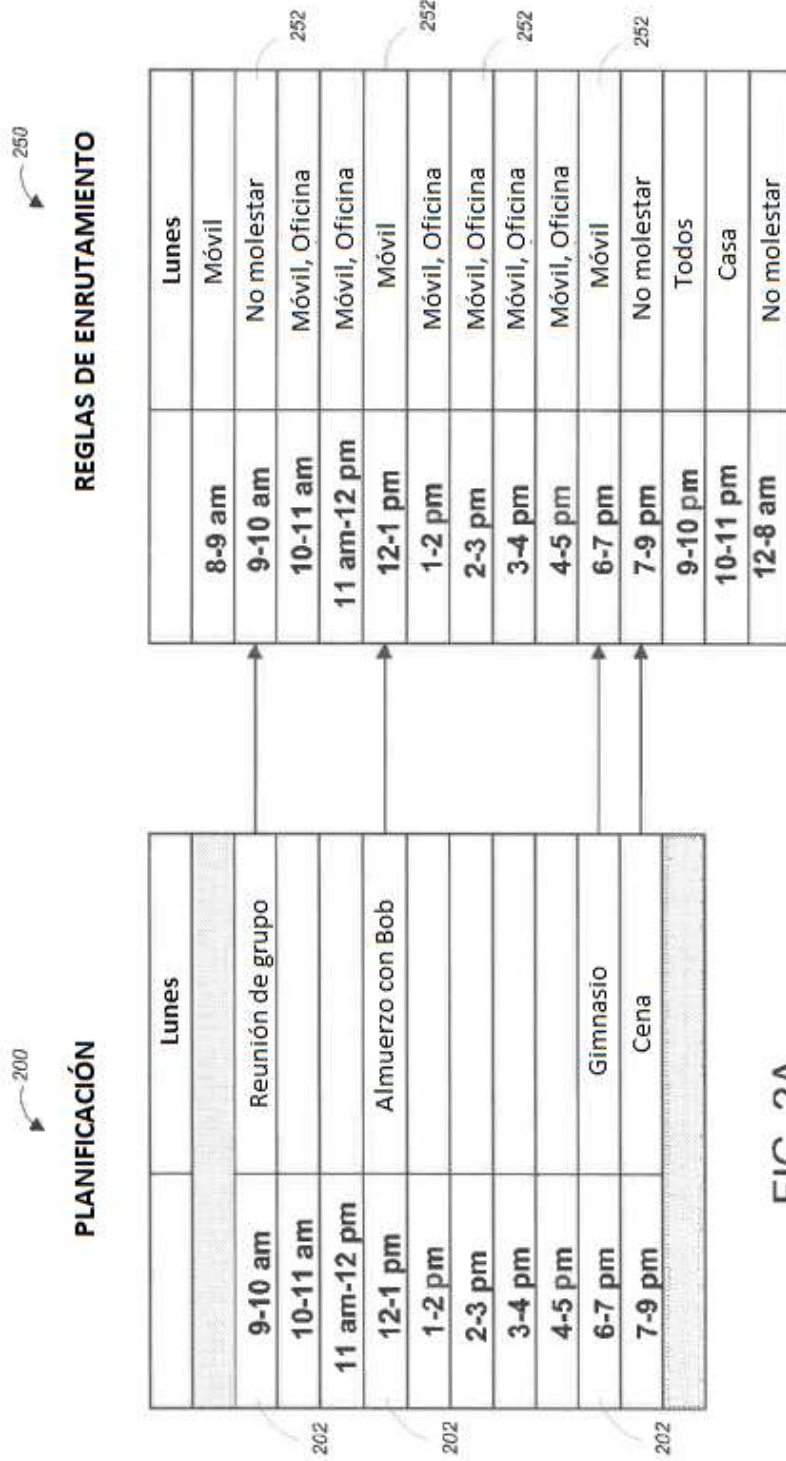 200
PLANIFICACIÓN
Lunes
9-10 am Reunión de grupo
10-11 am
11 am-12 pm
12-1 pm Almuerzo con Bob
1-2 pm
2-3 pm
3-4 pm
4-5 pm
6-7 pm Gimnasio
7-9 pm Cena
202
202
202
250
REGLAS DE ENRUTAMIENTO
Lunes
8-9 am Móvil
9-10 am No molestar
10-11 am Móvil, Oficina
11 am-12 pm Móvil, Oficina
12-1 pm Móvil
1-2 pm Móvil, Oficina
2-3 pm Móvil, Oficina
3-4 pm Móvil, Oficina
4-5 pm Móvil, Oficina
6-7 pm Móvil
7-9 pm No molestar
9-10 pm Todos
10-11 pm Casa
12-8 am No molestar
252
252
252
252